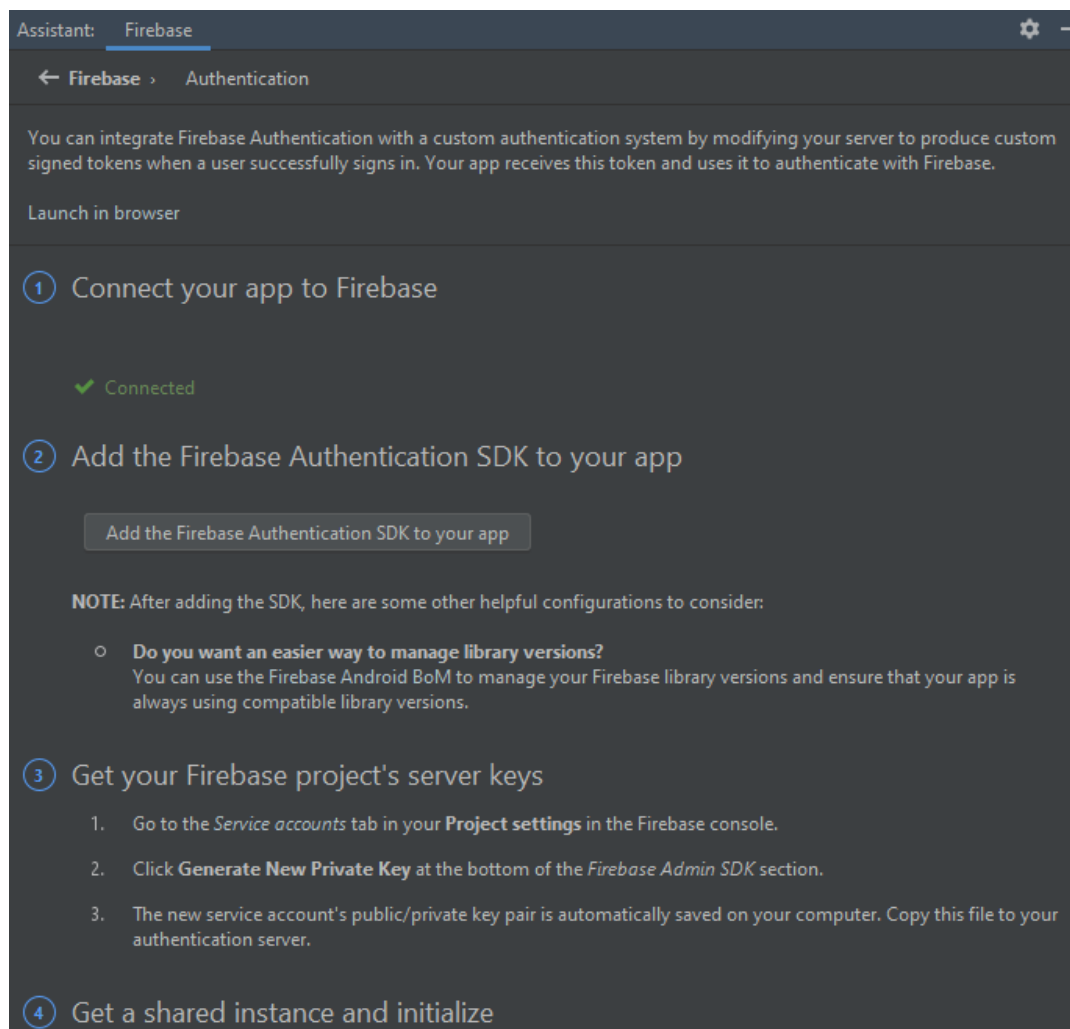 Assistant: Firebase
Firebase › Authentication
You can integrate Firebase Authentication with a custom authentication system by modifying your server to produce custom
signed tokens when a user successfully signs in. Your app receives this token and uses it to authenticate with Firebase.
Launch in browser
1 Connect your app to Firebase
Connected
2 Add the Firebase Authentication SDK to your app
Add the Firebase Authentication SDK to your app
NOTE: After adding the SDK, here are some other helpful configurations to consider:
Do you want an easier way to manage library versions?
You can use the Firebase Android BoM to manage your Firebase library versions and ensure that your app is
always using compatible library versions.
3 Get your Firebase project's server keys
1. Go to the Service accounts tab in your Project settings in the Firebase console.
2. Click Generate New Private Key at the bottom of the Firebase Admin SDK section.
3. The new service account's public/private key pair is automatically saved on your computer. Copy this file to your
authentication server.
4 Get a shared instance and initialize